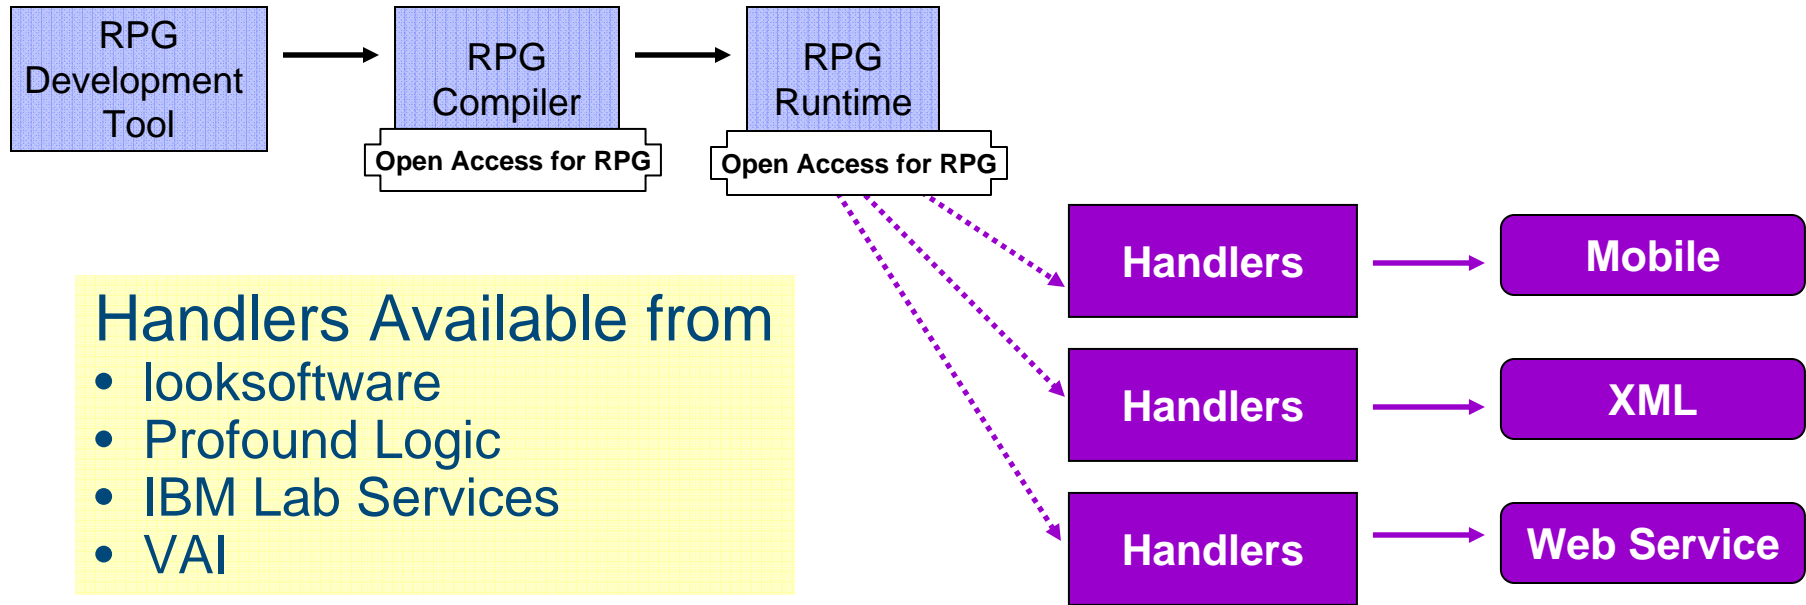 RPG
Development
Tool
RPG
Compiler
RPG
Runtime
Open Access for RPG
Open Access for RPG
Handlers
Mobile
Handlers Available from
• looksoftware
• Profound Logic
• IBM Lab Services
• VAI
Handlers
XML
Handlers
Web Service